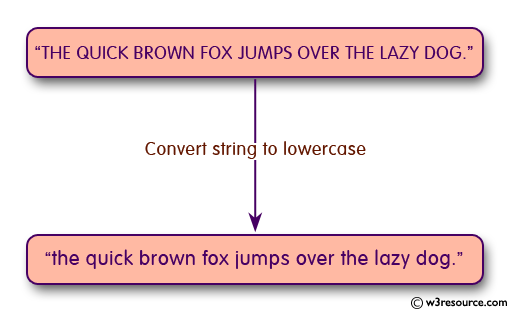 “THE QUICK BROWN FOX JUMPS OVER THE LAZY DOG.”
Convert string to lowercase
“the quick brown fox jumps over the lazy dog.”
© w3resource.com